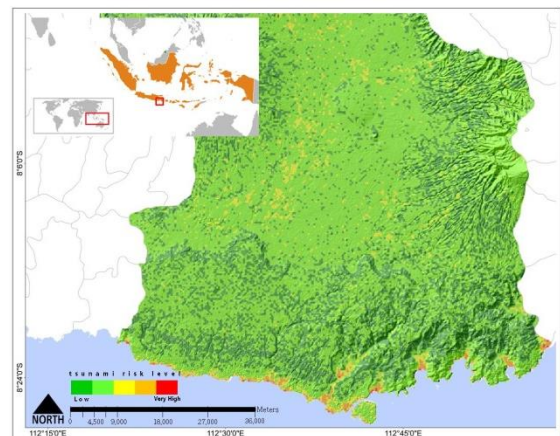 8°6'0"S
8°24'0"S
tsunami risk level
Low Very High
NORTH
0 4,500 9,000 18,000 27,000 36,000
Meters
112°15'0"E 112°30'0"E 112°45'0"E